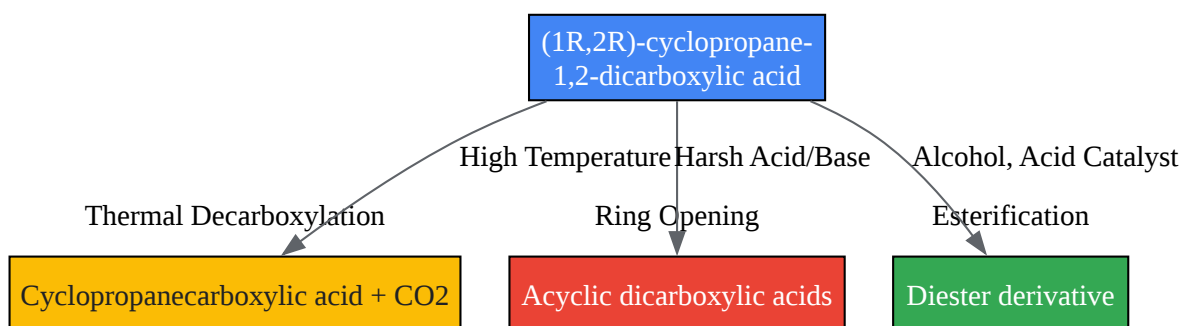 (1R,2R)-cyclopropane-
1,2-dicarboxylic acid
High Temperature
Harsh Acid/Base
Alcohol, Acid Catalyst
Thermal Decarboxylation
Ring Opening
Esterification
Cyclopropanecarboxylic acid + CO2
Acyclic dicarboxylic acids
Diester derivative